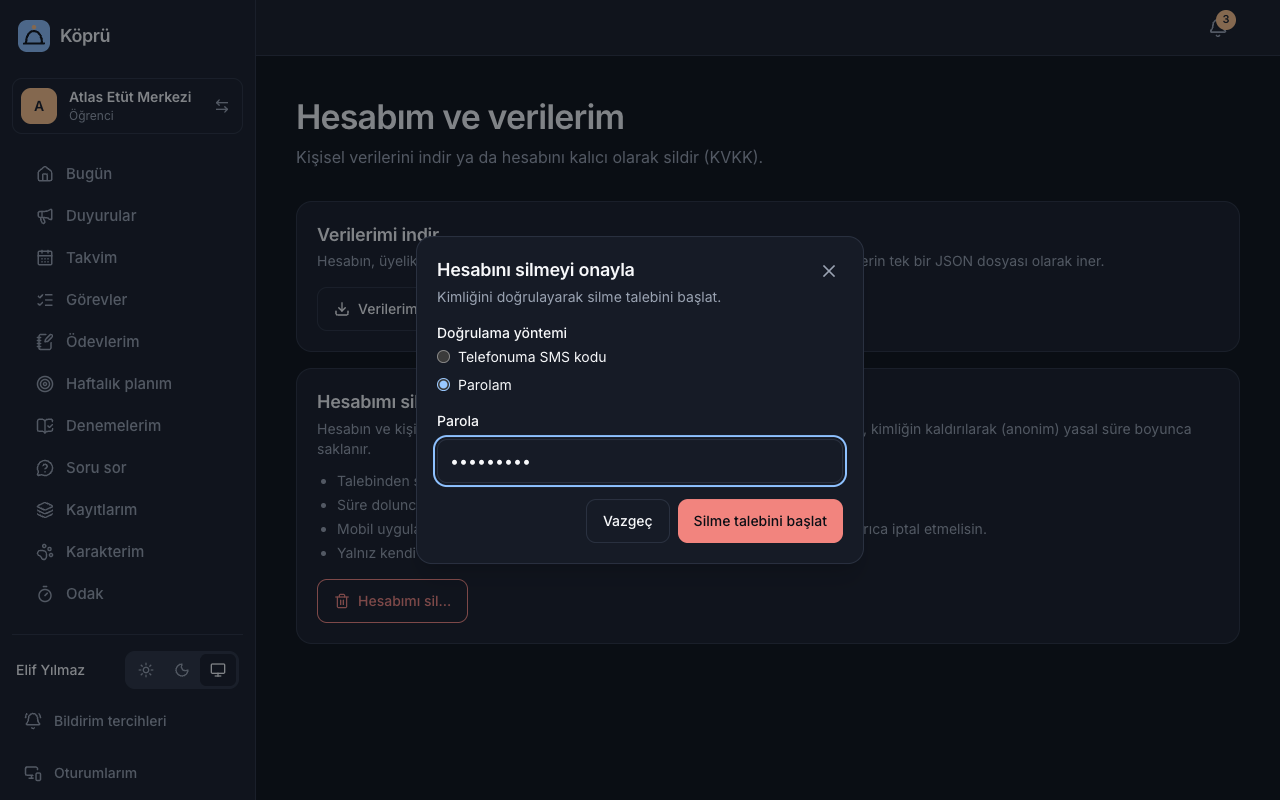 Köprü
3
A
Atlas Etüt Merkezi
Öğrenci
Bugün
Duyurular
Takvim
Görevler
Ödevlerim
Haftalık planım
Denemelerim
Soru sor
Kayıtlarım
Karakterim
Odak
Elif Yılmaz
Bildirim tercihleri
Oturumlarım
Hesabım ve verilerim
Kişisel verilerini indir ya da hesabını kalıcı olarak sildir (KVKK).
Verilerimi indir
Hesabın, üyelik erin tek bir JSON dosyası olarak iner.
Verilerim
Hesabımı sil
Hesabın ve kişi , kimliğin kaldırılarak (anonim) yasal süre boyunca
saklanır.
Talebinden
Süre dolunc
Mobil uygula rıca iptal etmelisin.
Yalnız kendi
Hesabımı sil...
Hesabını silmeyi onayla
Kimliğini doğrulayarak silme talebini başlat.
Doğrulama yöntemi
Telefonuma SMS kodu
Parolam
Parola
•••••••••
Vazgeç
Silme talebini başlat